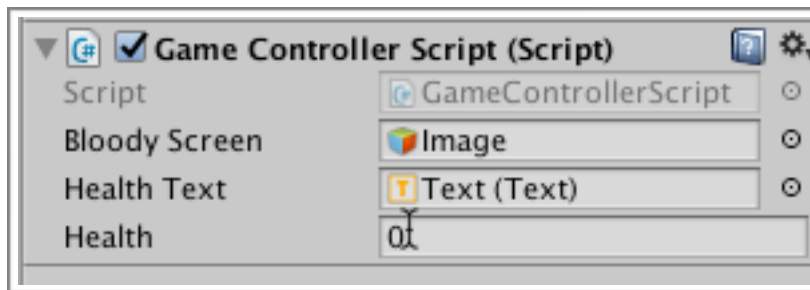 Game Controller Script (Script)
Script GameControllerScript
Bloody Screen Image
Health Text Text (Text)
Health 0